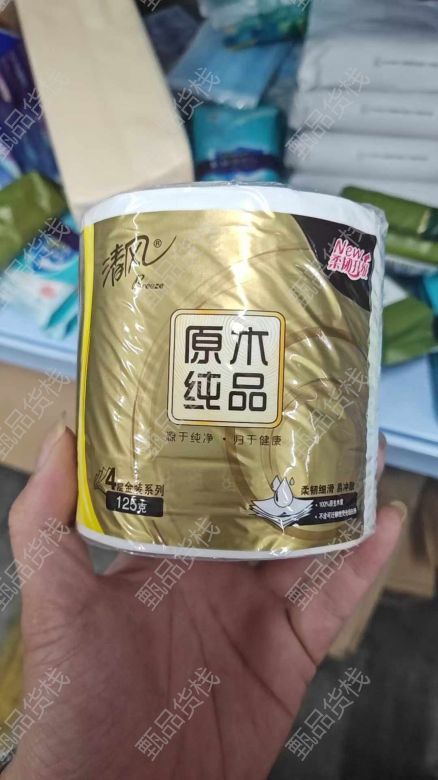 清风®
Breeze
New
原木
纯品
源于纯净·归于健康
4层金装系列
125克
柔韧细滑 易冲散
•100%原生木浆
甄品货栈